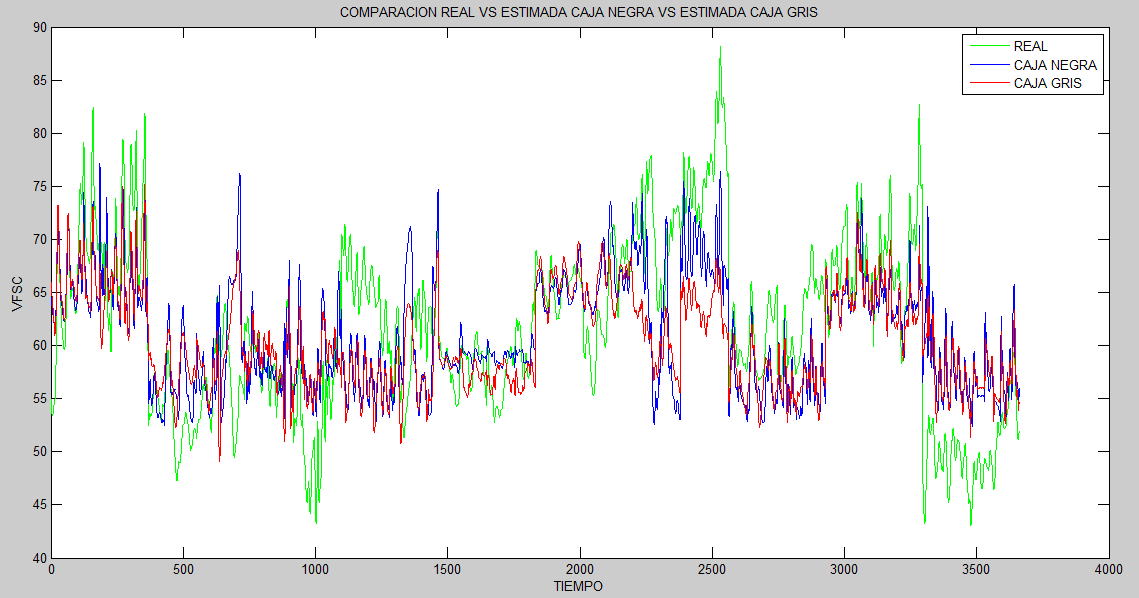 COMPARACION REAL VS ESTIMADA CAJA NEGRA VS ESTIMADA CAJA GRIS
90
85
80
75
70
65
60
55
50
45
40
VFSC
REAL
CAJA NEGRA
CAJA GRIS
0 500 1000 1500 2000 2500 3000 3500 4000
TIEMPO